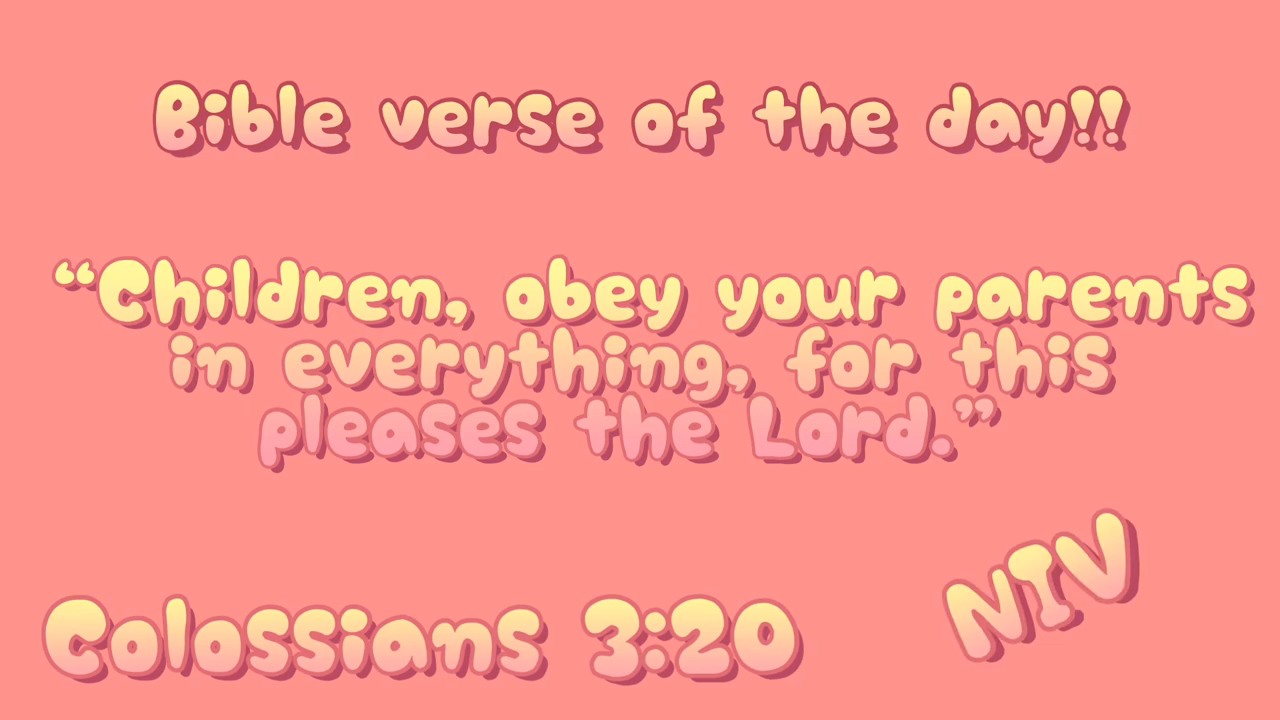 Bible verse of the day!!
“Children, obey your parents
in everything, for this
pleases the Lord.”
NIV
Colossians 3:20